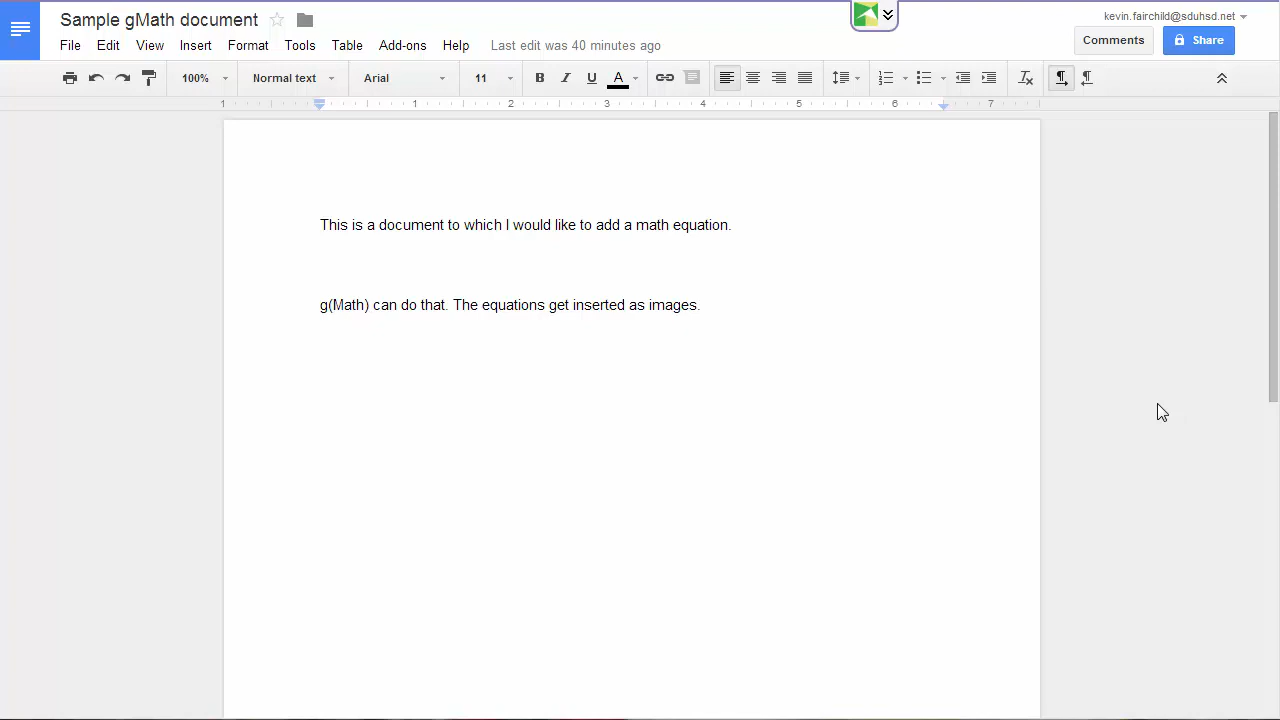 Sample gMath document
kevin.fairchild@sduhsd.net
File Edit View Insert Format Tools Table Add-ons Help Last edit was 40 minutes ago
Comments Share
100% Normal text Arial 11 B I U A
1 1 2 3 4 5 6 7
This is a document to which I would like to add a math equation.
g(Math) can do that. The equations get inserted as images.